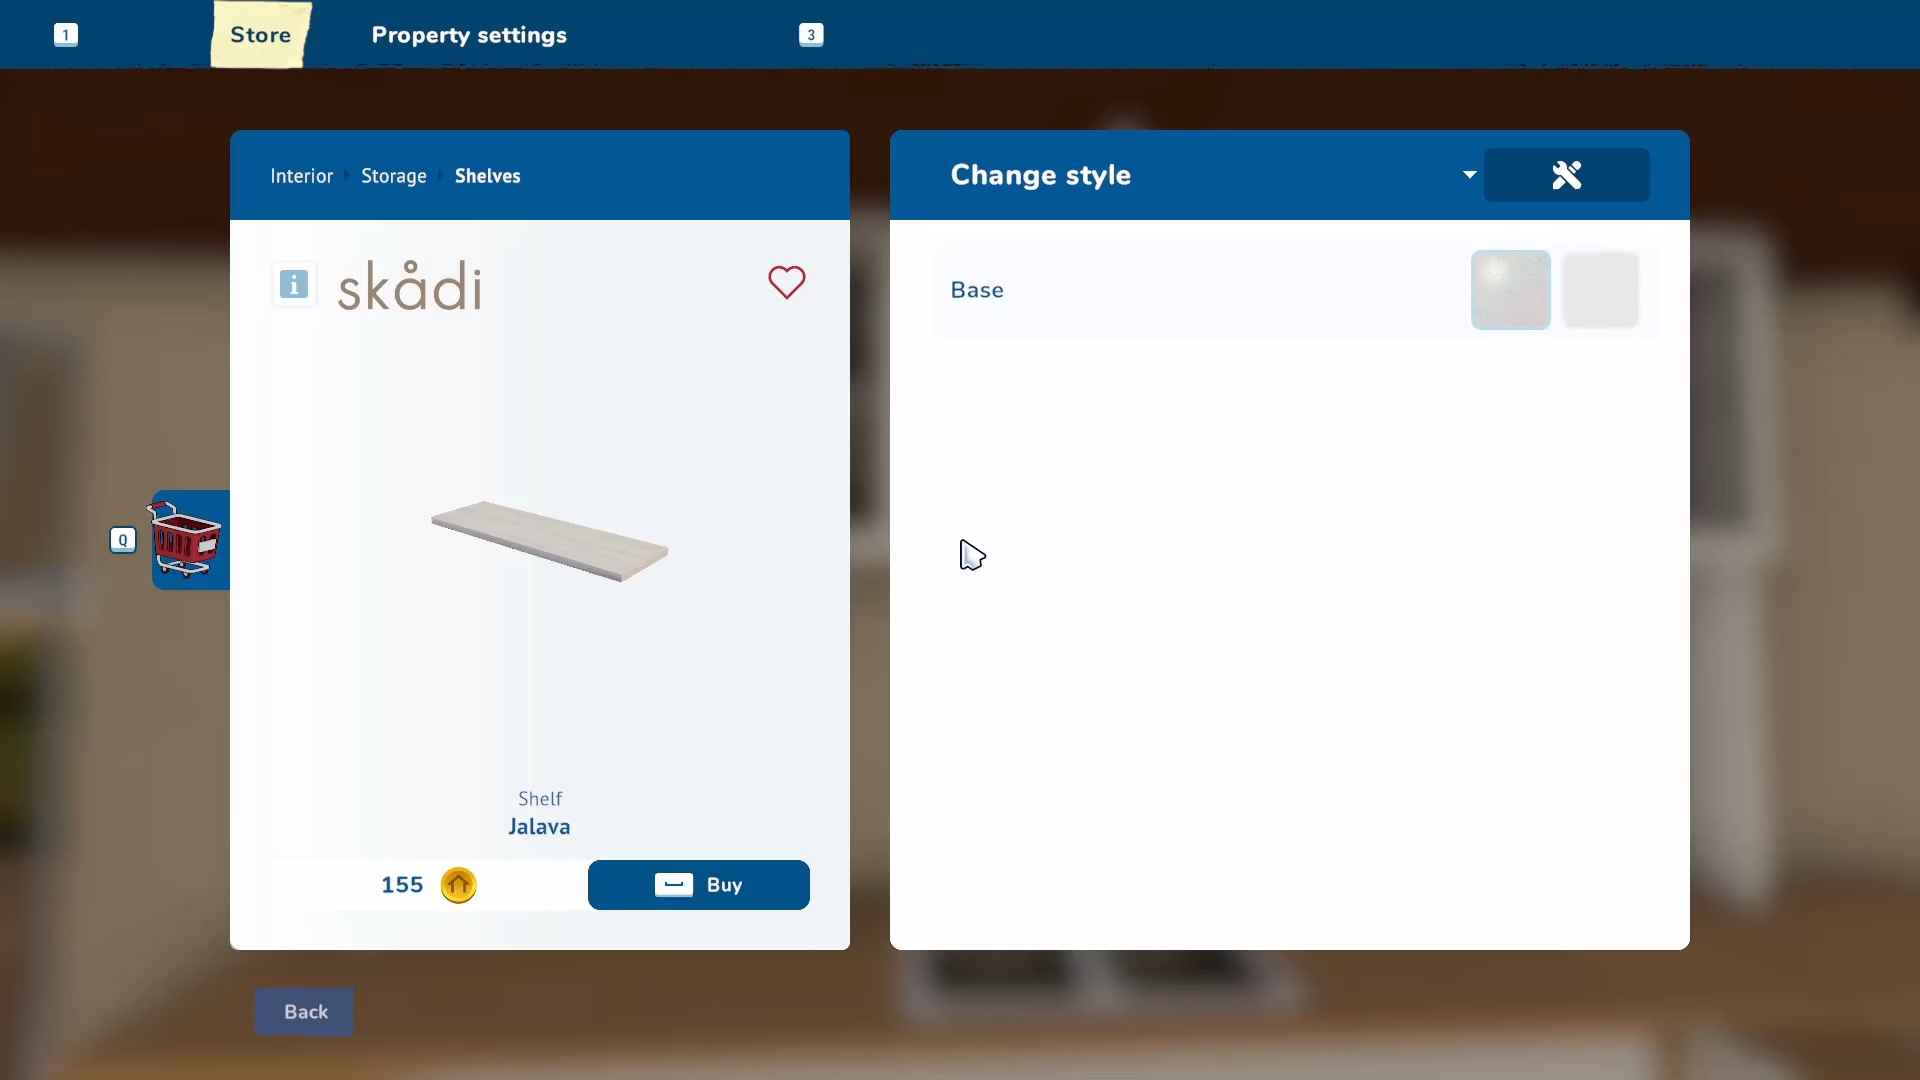 1
Store
Property settings
3
Interior Storage Shelves
Change style
i
skådi
Base
Q
Shelf
Jalava
155
Buy
Back